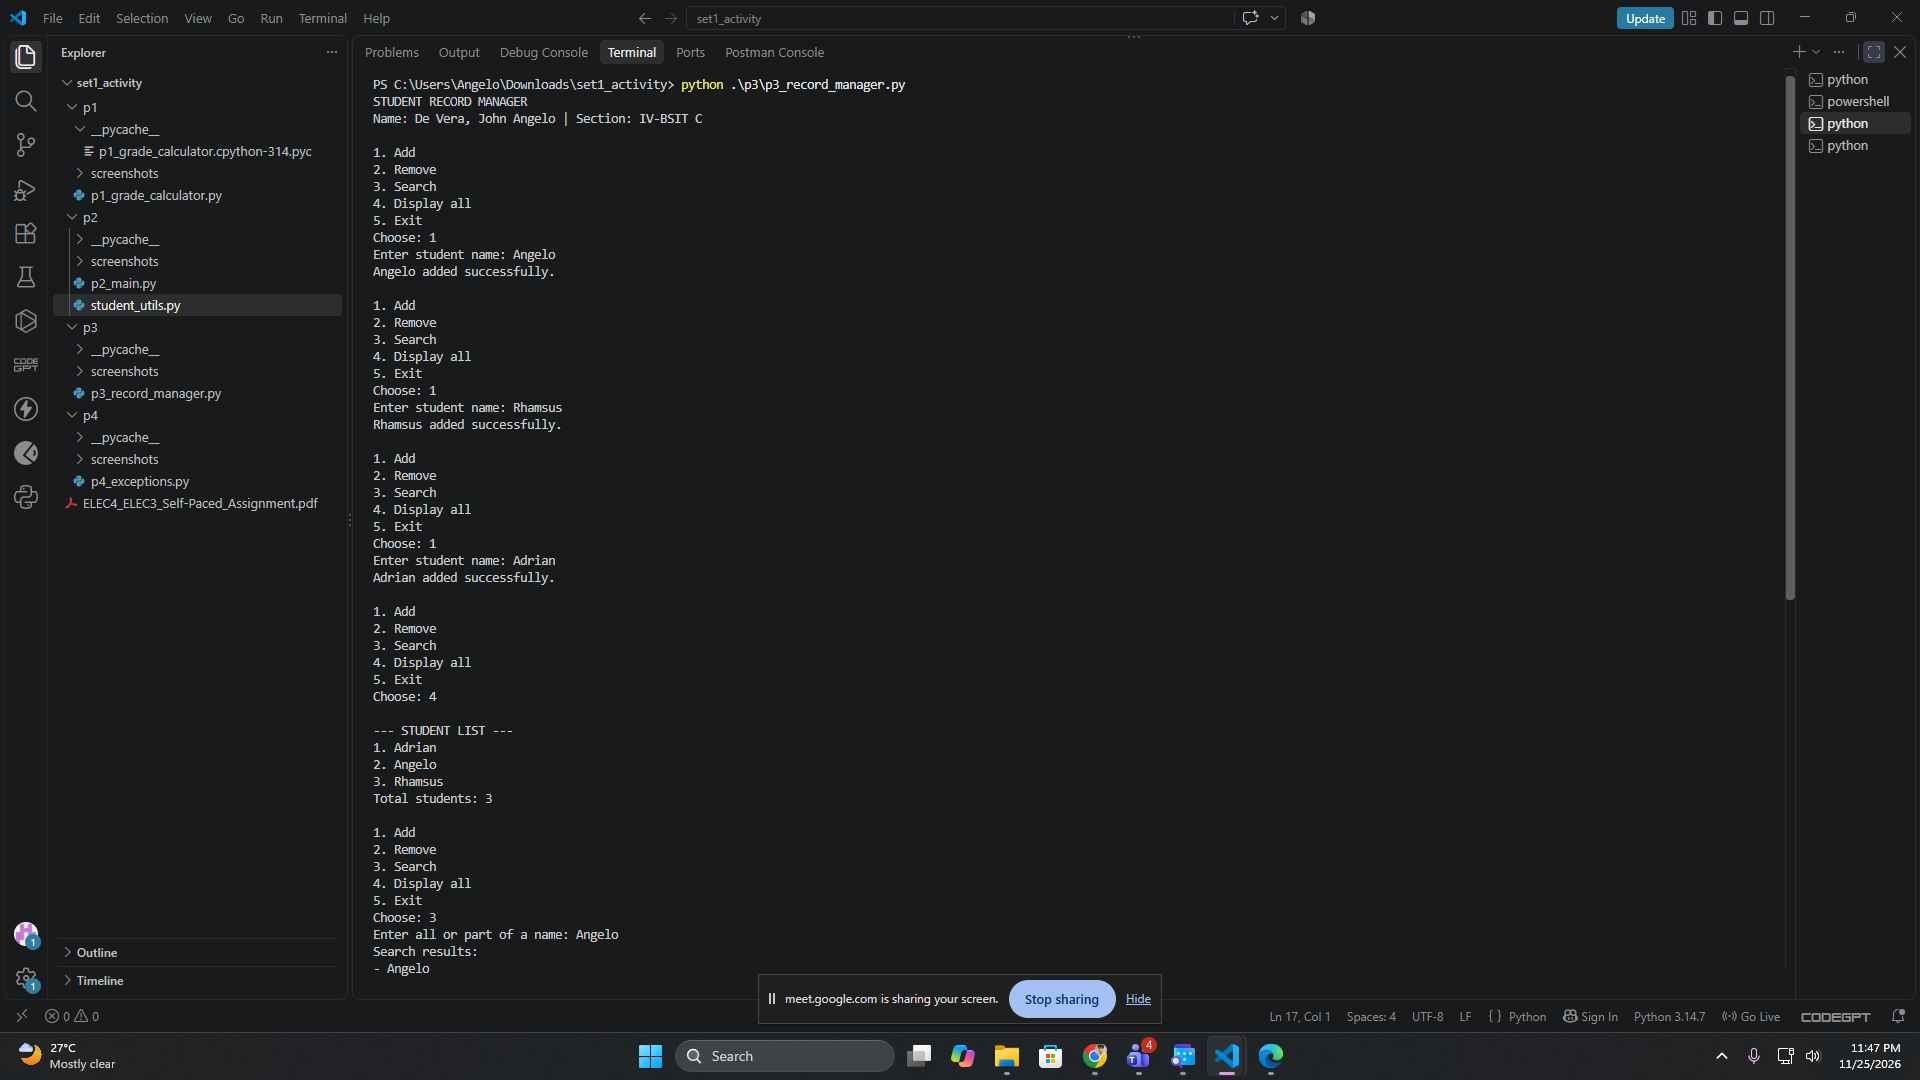 File Edit Selection View Go Run Terminal Help
set1_activity
Update
Explorer
set1_activity
p1
__pycache__
p1_grade_calculator.cpython-314.pyc
screenshots
p1_grade_calculator.py
p2
__pycache__
screenshots
p2_main.py
student_utils.py
p3
__pycache__
screenshots
p3_record_manager.py
p4
__pycache__
screenshots
p4_exceptions.py
ELEC4_ELEC3_Self-Paced_Assignment.pdf
Outline
Timeline
CODE
GPT
1
1
Problems Output Debug Console Terminal Ports Postman Console
PS C:\Users\Angelo\Downloads\set1_activity> python .\p3\p3_record_manager.py
STUDENT RECORD MANAGER
Name: De Vera, John Angelo | Section: IV-BSIT C
1. Add
2. Remove
3. Search
4. Display all
5. Exit
Choose: 1
Enter student name: Angelo
Angelo added successfully.
1. Add
2. Remove
3. Search
4. Display all
5. Exit
Choose: 1
Enter student name: Rhamsus
Rhamsus added successfully.
1. Add
2. Remove
3. Search
4. Display all
5. Exit
Choose: 1
Enter student name: Adrian
Adrian added successfully.
1. Add
2. Remove
3. Search
4. Display all
5. Exit
Choose: 4
--- STUDENT LIST ---
1. Adrian
2. Angelo
3. Rhamsus
Total students: 3
1. Add
2. Remove
3. Search
4. Display all
5. Exit
Choose: 3
Enter all or part of a name: Angelo
Search results:
- Angelo
python
powershell
python
python
meet.google.com is sharing your screen. Stop sharing Hide
0 0
Ln 17, Col 1 Spaces: 4 UTF-8 LF { } Python Sign In Python 3.14.7 Go Live CODEGPT
27°C
Mostly clear
Search
4
11:47 PM
11/25/2026